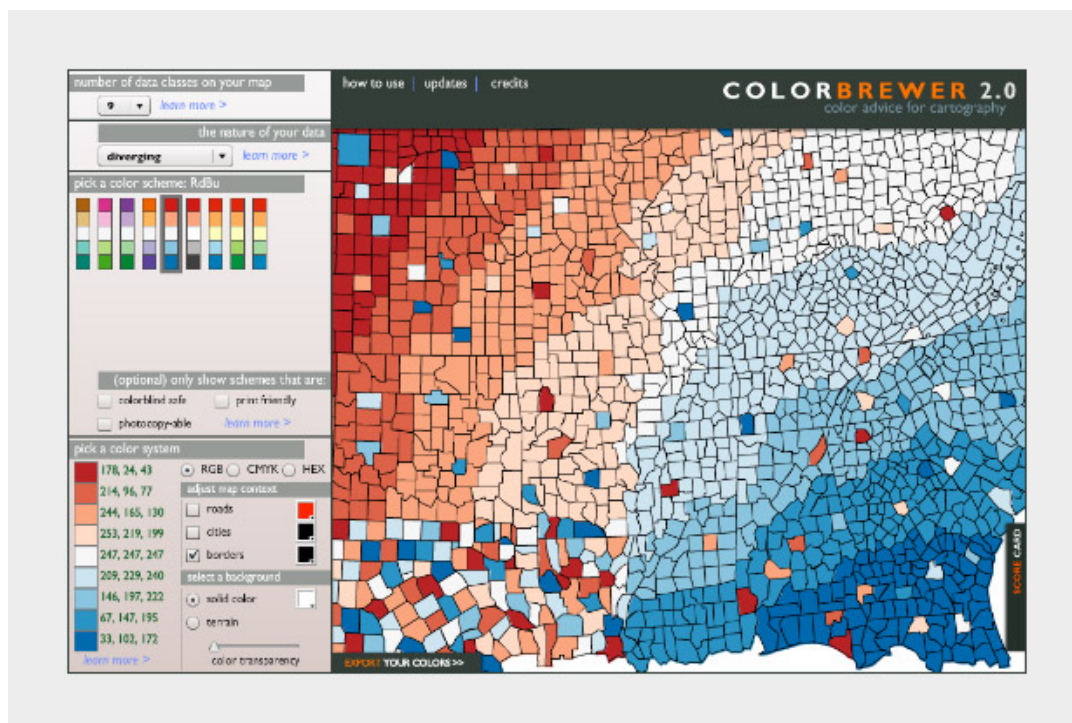 number of data classes on your map
9
learn more >
the nature of your data
diverging
learn more >
pick a color scheme: RdBu
(optional) only show schemes that are:
colorblind safe
print friendly
photocopy-able
learn more >
pick a color system
178, 24, 43
214, 96, 77
244, 165, 130
253, 219, 199
247, 247, 247
209, 229, 240
146, 197, 222
67, 147, 195
33, 102, 172
learn more >
RGB CMYK HEX
adjust map context
roads
cities
borders
select a background
solid color
terrain
color transparency
how to use | updates | credits
COLORBREWER 2.0
color advice for cartography
SCORE CARD
EXPORT YOUR COLORS >>